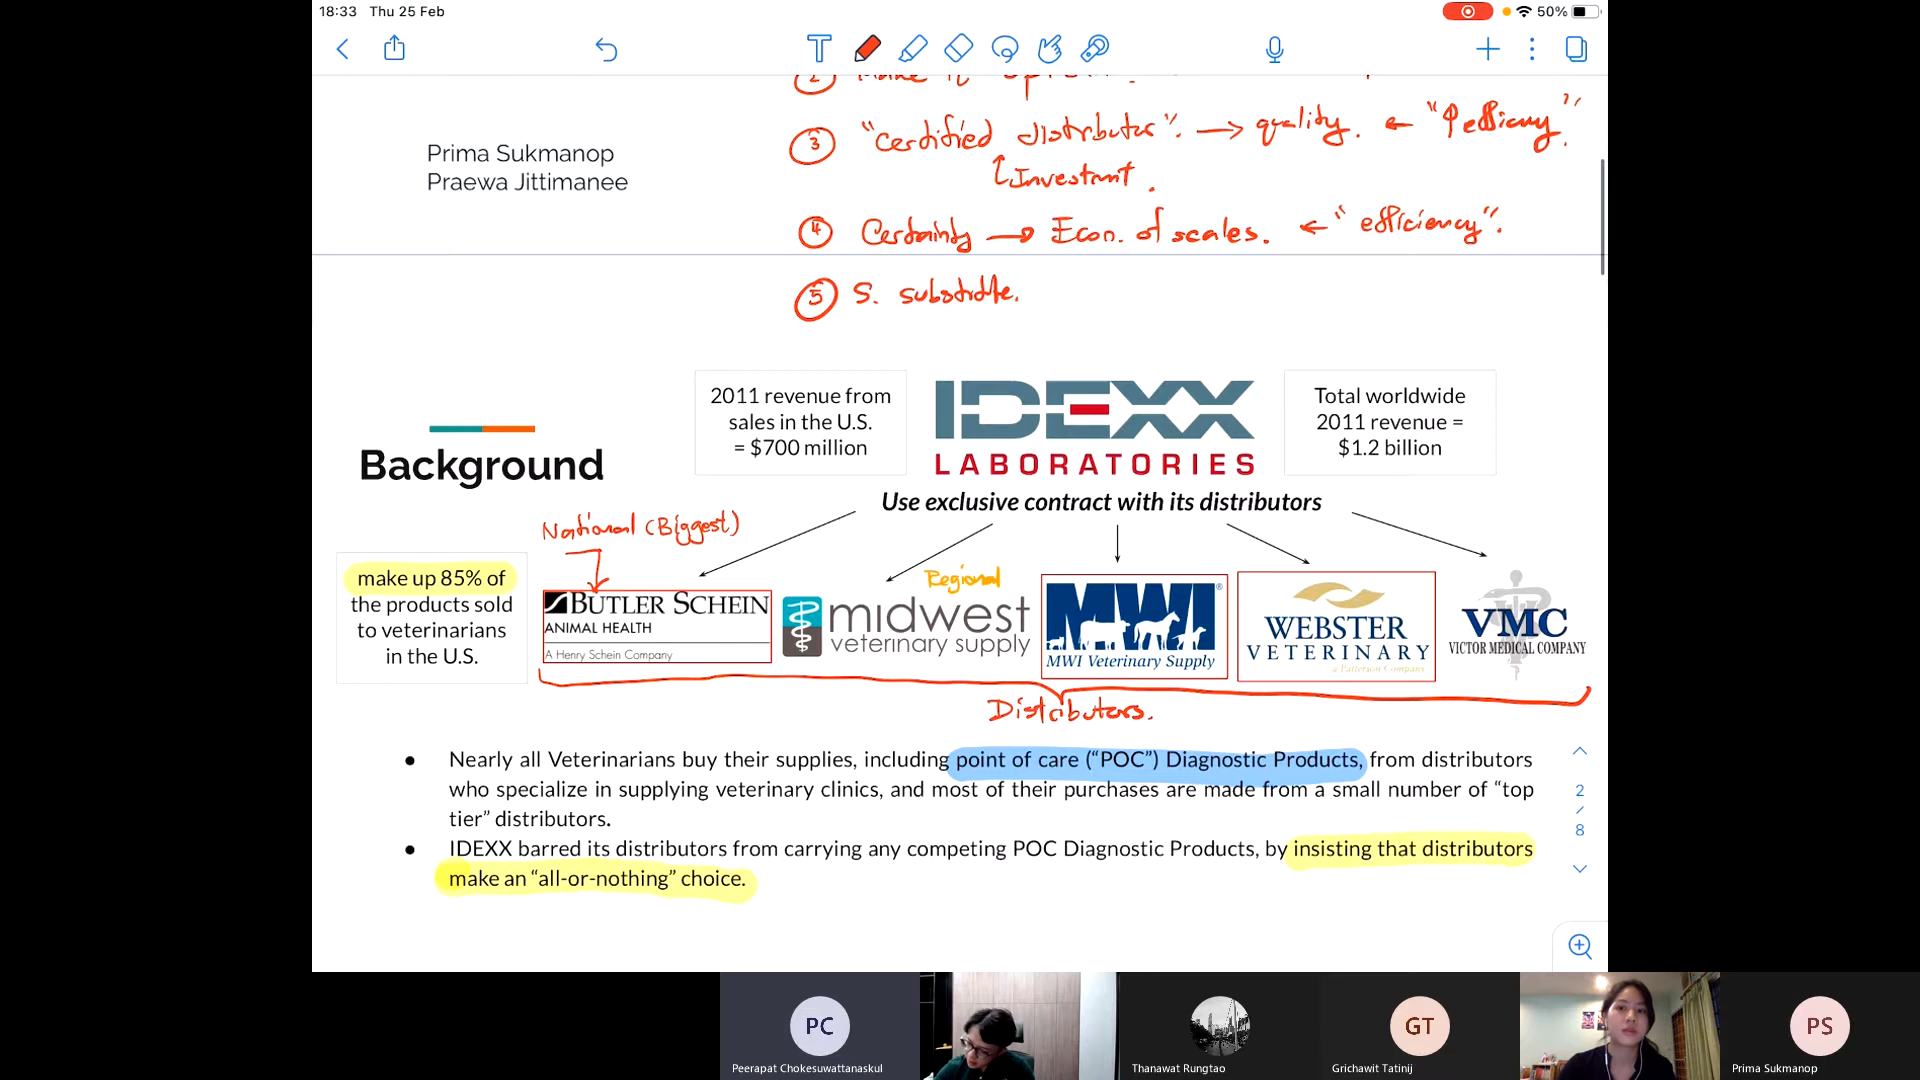 18:33 Thu 25 Feb
50%
③ "certified distributor". → quality. ← "↑efficiency".
Investment.
④ Certainty → Econ. of scales. ← "efficiency".
⑤ S. substitute.
Prima Sukmanop
Praewa Jittimanee
Background
2011 revenue from
sales in the U.S.
= $700 million
IDEXX
LABORATORIES
Total worldwide
2011 revenue =
$1.2 billion
Use exclusive contract with its distributors
National (Biggest)
Regional
make up 85% of
the products sold
to veterinarians
in the U.S.
BUTLER SCHEIN
ANIMAL HEALTH
A Henry Schein Company
midwest
veterinary supply
MWI
MWI Veterinary Supply
WEBSTER
VETERINARY
a Patterson Company
VMC
VICTOR MEDICAL COMPANY
Distributors.
● Nearly all Veterinarians buy their supplies, including point of care (“POC”) Diagnostic Products, from distributors
who specialize in supplying veterinary clinics, and most of their purchases are made from a small number of “top
tier” distributors.
● IDEXX barred its distributors from carrying any competing POC Diagnostic Products, by insisting that distributors
make an “all-or-nothing” choice.
2
/
8
PC
Peerapat Chokesuwattanaskul
Thanawat Rungtao
GT
Grichawit Tatinij
PS
Prima Sukmanop